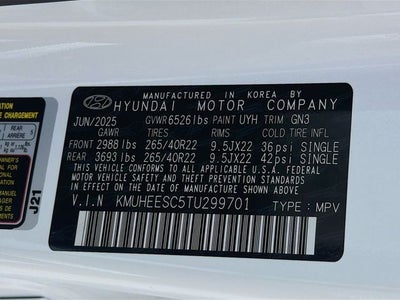 MANUFACTURED IN KOREA BY
HYUNDAI MOTOR COMPANY
JUN/2025 GVWR 6526 lbs PAINT UYH TRIM GN3
GAWR TIRES RIMS COLD TIRE INFL
FRONT 2988 lbs 265/40R22 9.5JX22 36psi SINGLE
REAR 3693 lbs 265/40R22 9.5JX22 42psi SINGLE
THIS VEHICLE CONFORMS TO ALL APPLICABLE U.S. FEDERAL
MOTOR VEHICLE SAFETY AND THEFT PREVENTION STANDARDS
IN EFFECT ON THE DATE OF MANUFACTURE SHOWN ABOVE.
V.I.N KMUHEESC5TU299701 TYPE: MPV
CHARGEMENT
REAR
ARRIERE
5
J21